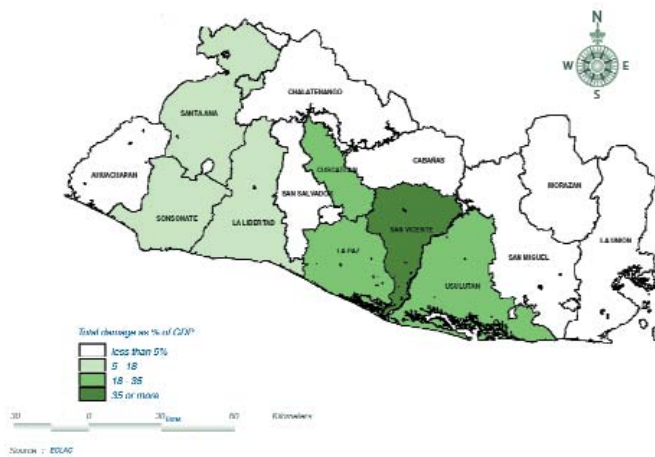 N
W E
S
CHALATENANGO
SANTA ANA
CABAÑAS
CUSCATLAN
MORAZAN
AHUACHAPAN
SAN SALVADOR
SONSONATE
LA LIBERTAD
SAN VICENTE
LA UNION
LA PAZ
SAN MIGUEL
USULUTAN
Total damage as % of GDP
less than 5%
5 - 18
18 - 35
35 or more
30 0 30 60 Kilometers
Source : ECLAC